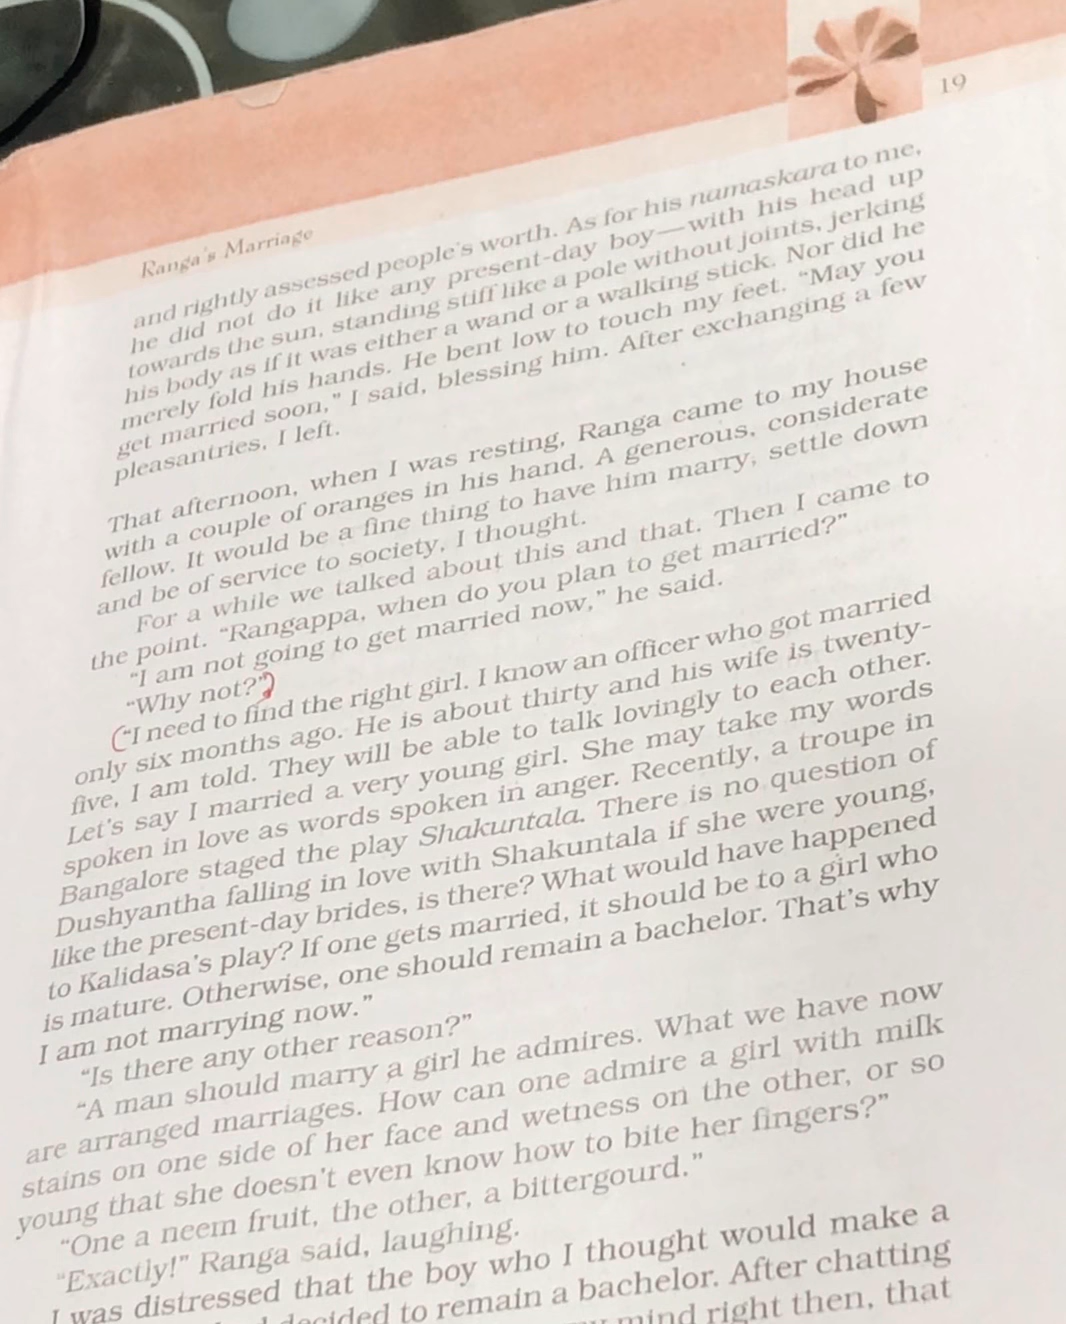 19
Ranga's Marriage
and rightly assessed people's worth. As for his namaskara to me,
he did not do it like any present-day boy—with his head up
towards the sun, standing stiff like a pole without joints, jerking
his body as if it was either a wand or a walking stick. Nor did he
merely fold his hands. He bent low to touch my feet. “May you
get married soon,” I said, blessing him. After exchanging a few
pleasantries, I left.
That afternoon, when I was resting, Ranga came to my house
with a couple of oranges in his hand. A generous, considerate
fellow. It would be a fine thing to have him marry, settle down
and be of service to society, I thought.
For a while we talked about this and that. Then I came to
the point. “Rangappa, when do you plan to get married?”
“I am not going to get married now,” he said.
“Why not?”
“I need to find the right girl. I know an officer who got married
only six months ago. He is about thirty and his wife is twenty-
five, I am told. They will be able to talk lovingly to each other.
Let's say I married a very young girl. She may take my words
spoken in love as words spoken in anger. Recently, a troupe in
Bangalore staged the play Shakuntala. There is no question of
Dushyantha falling in love with Shakuntala if she were young,
like the present-day brides, is there? What would have happened
to Kalidasa's play? If one gets married, it should be to a girl who
is mature. Otherwise, one should remain a bachelor. That's why
I am not marrying now.”
“Is there any other reason?”
“A man should marry a girl he admires. What we have now
are arranged marriages. How can one admire a girl with milk
stains on one side of her face and wetness on the other, or so
young that she doesn't even know how to bite her fingers?”
“One a neem fruit, the other, a bittergourd.”
“Exactly!” Ranga said, laughing.
I was distressed that the boy who I thought would make a
to remain a bachelor. After chatting
mind right then, that